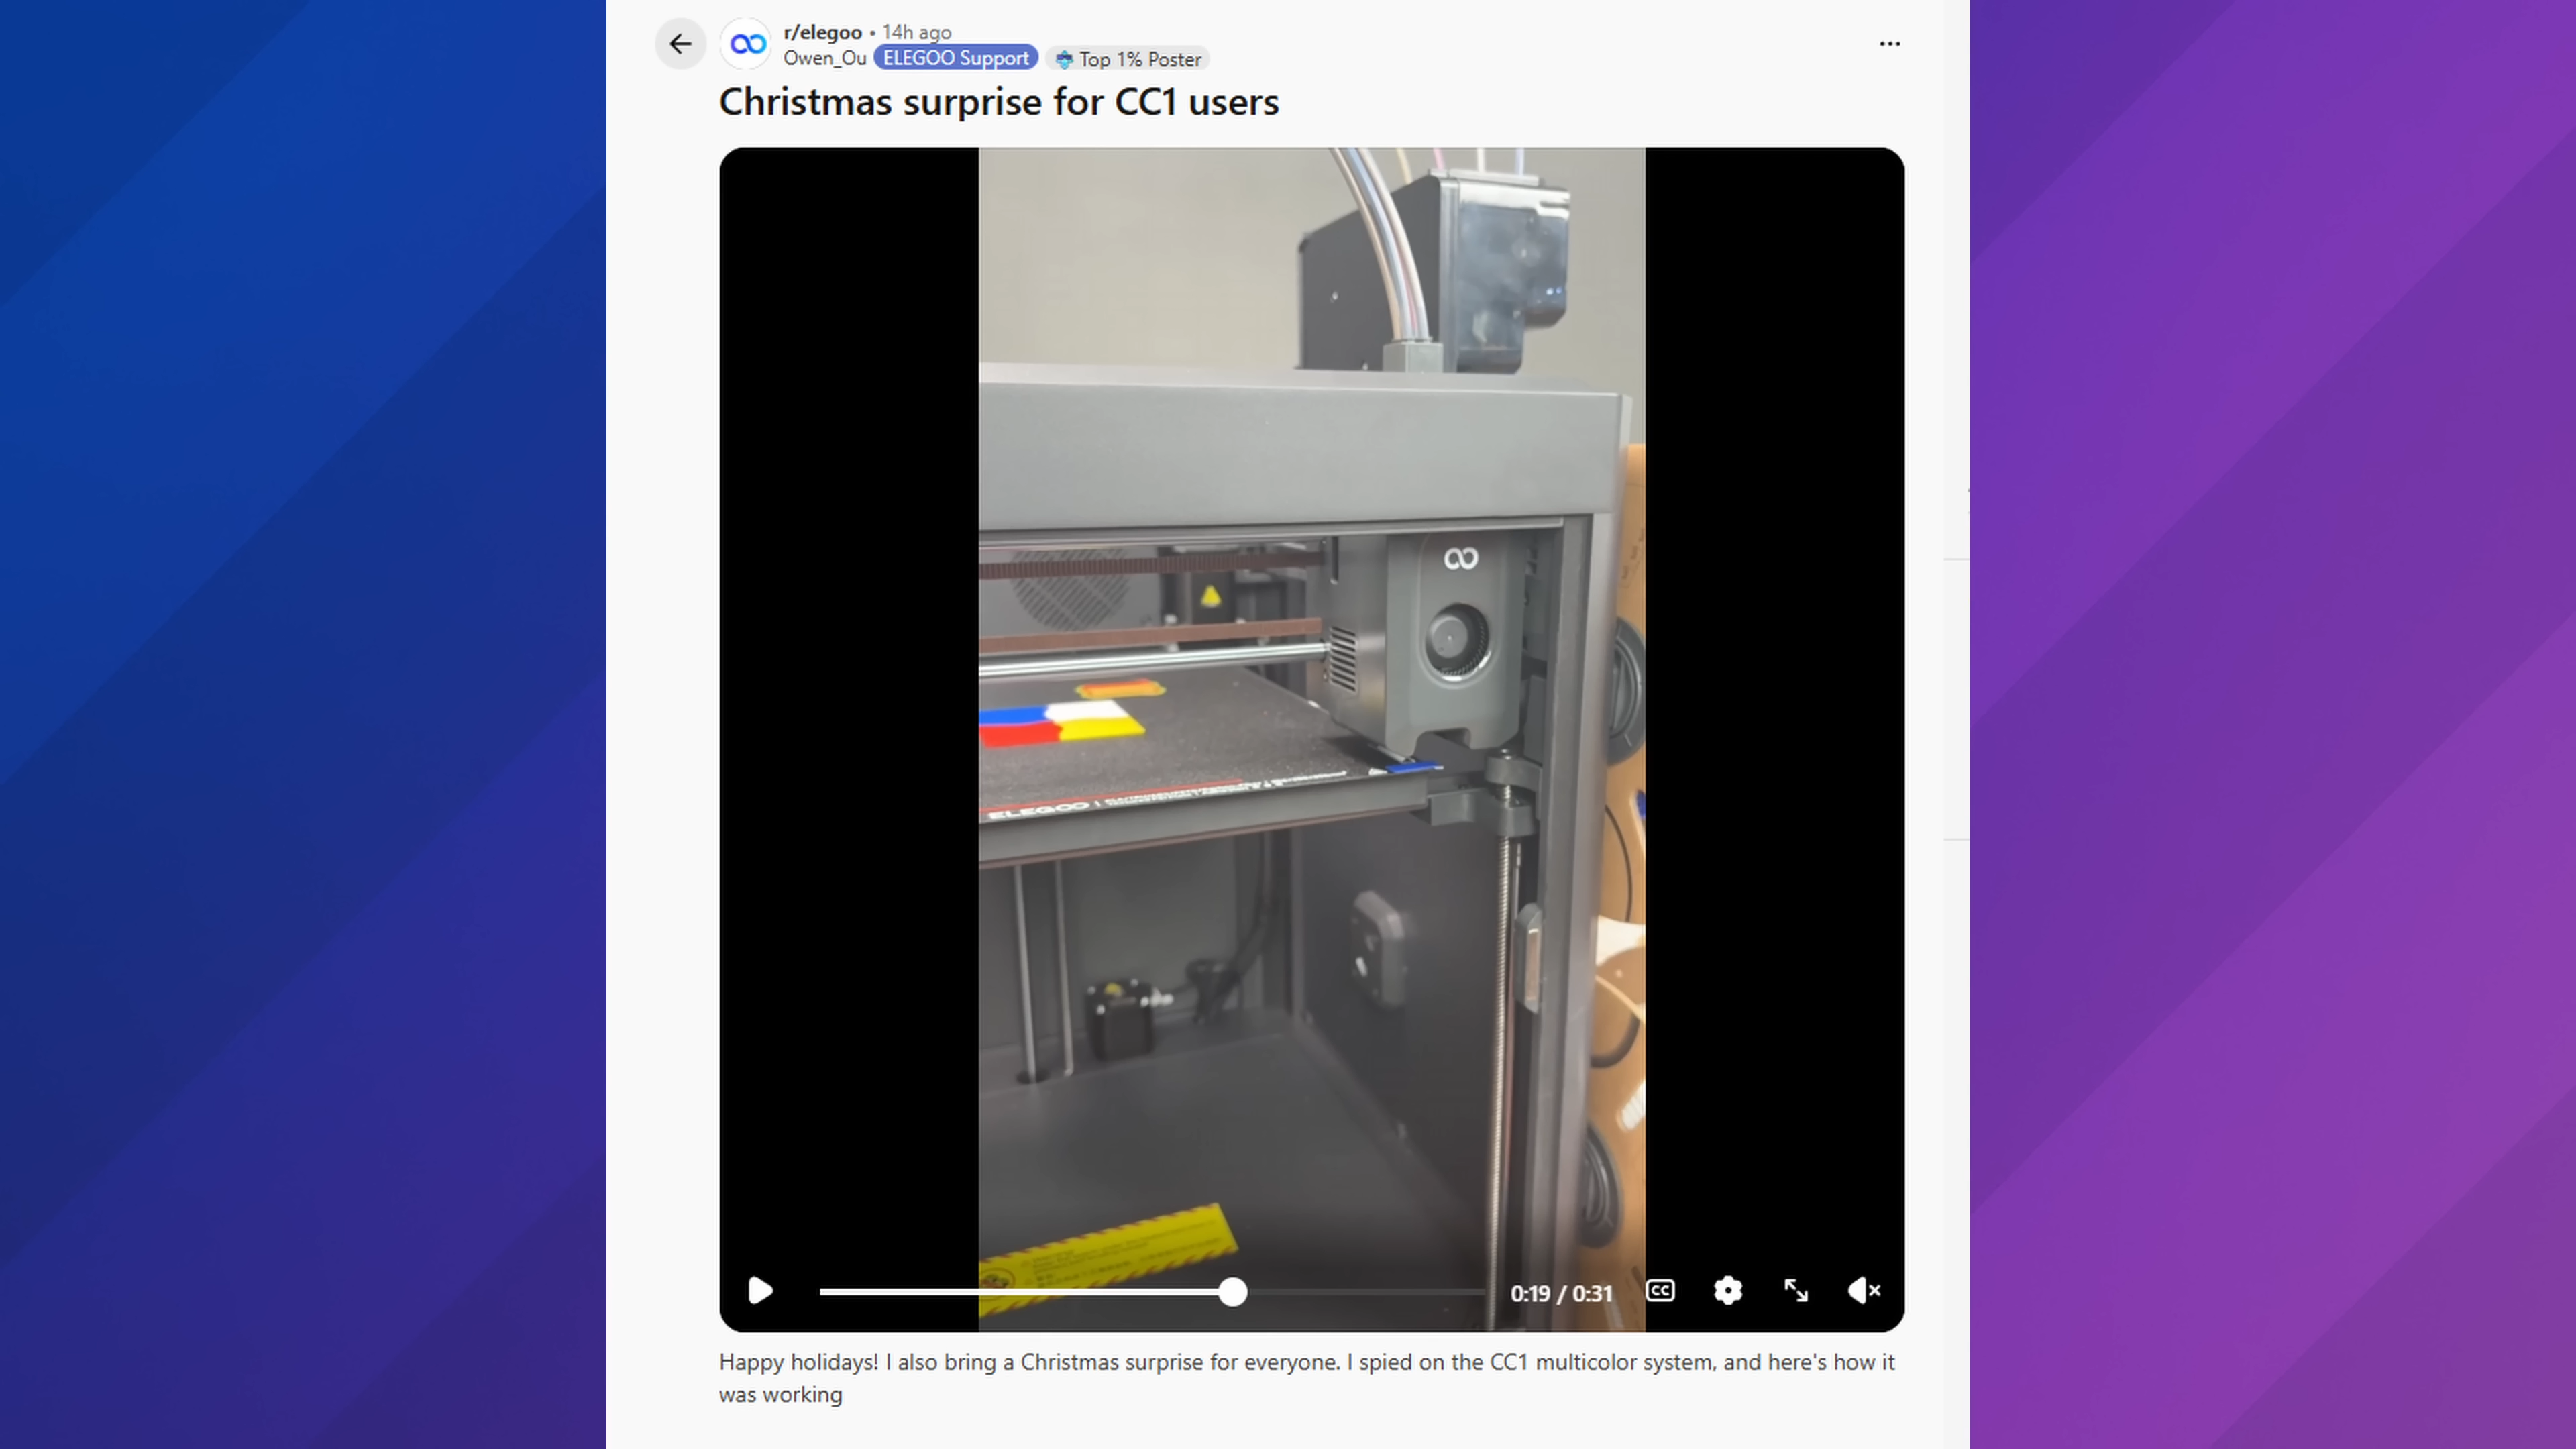 r/elegoo • 14h ago
Owen_Ou ELEGOO Support Top 1% Poster
Christmas surprise for CC1 users
ELEGOO
0:19 / 0:31
CC
Happy holidays! I also bring a Christmas surprise for everyone. I spied on the CC1 multicolor system, and here's how it
was working